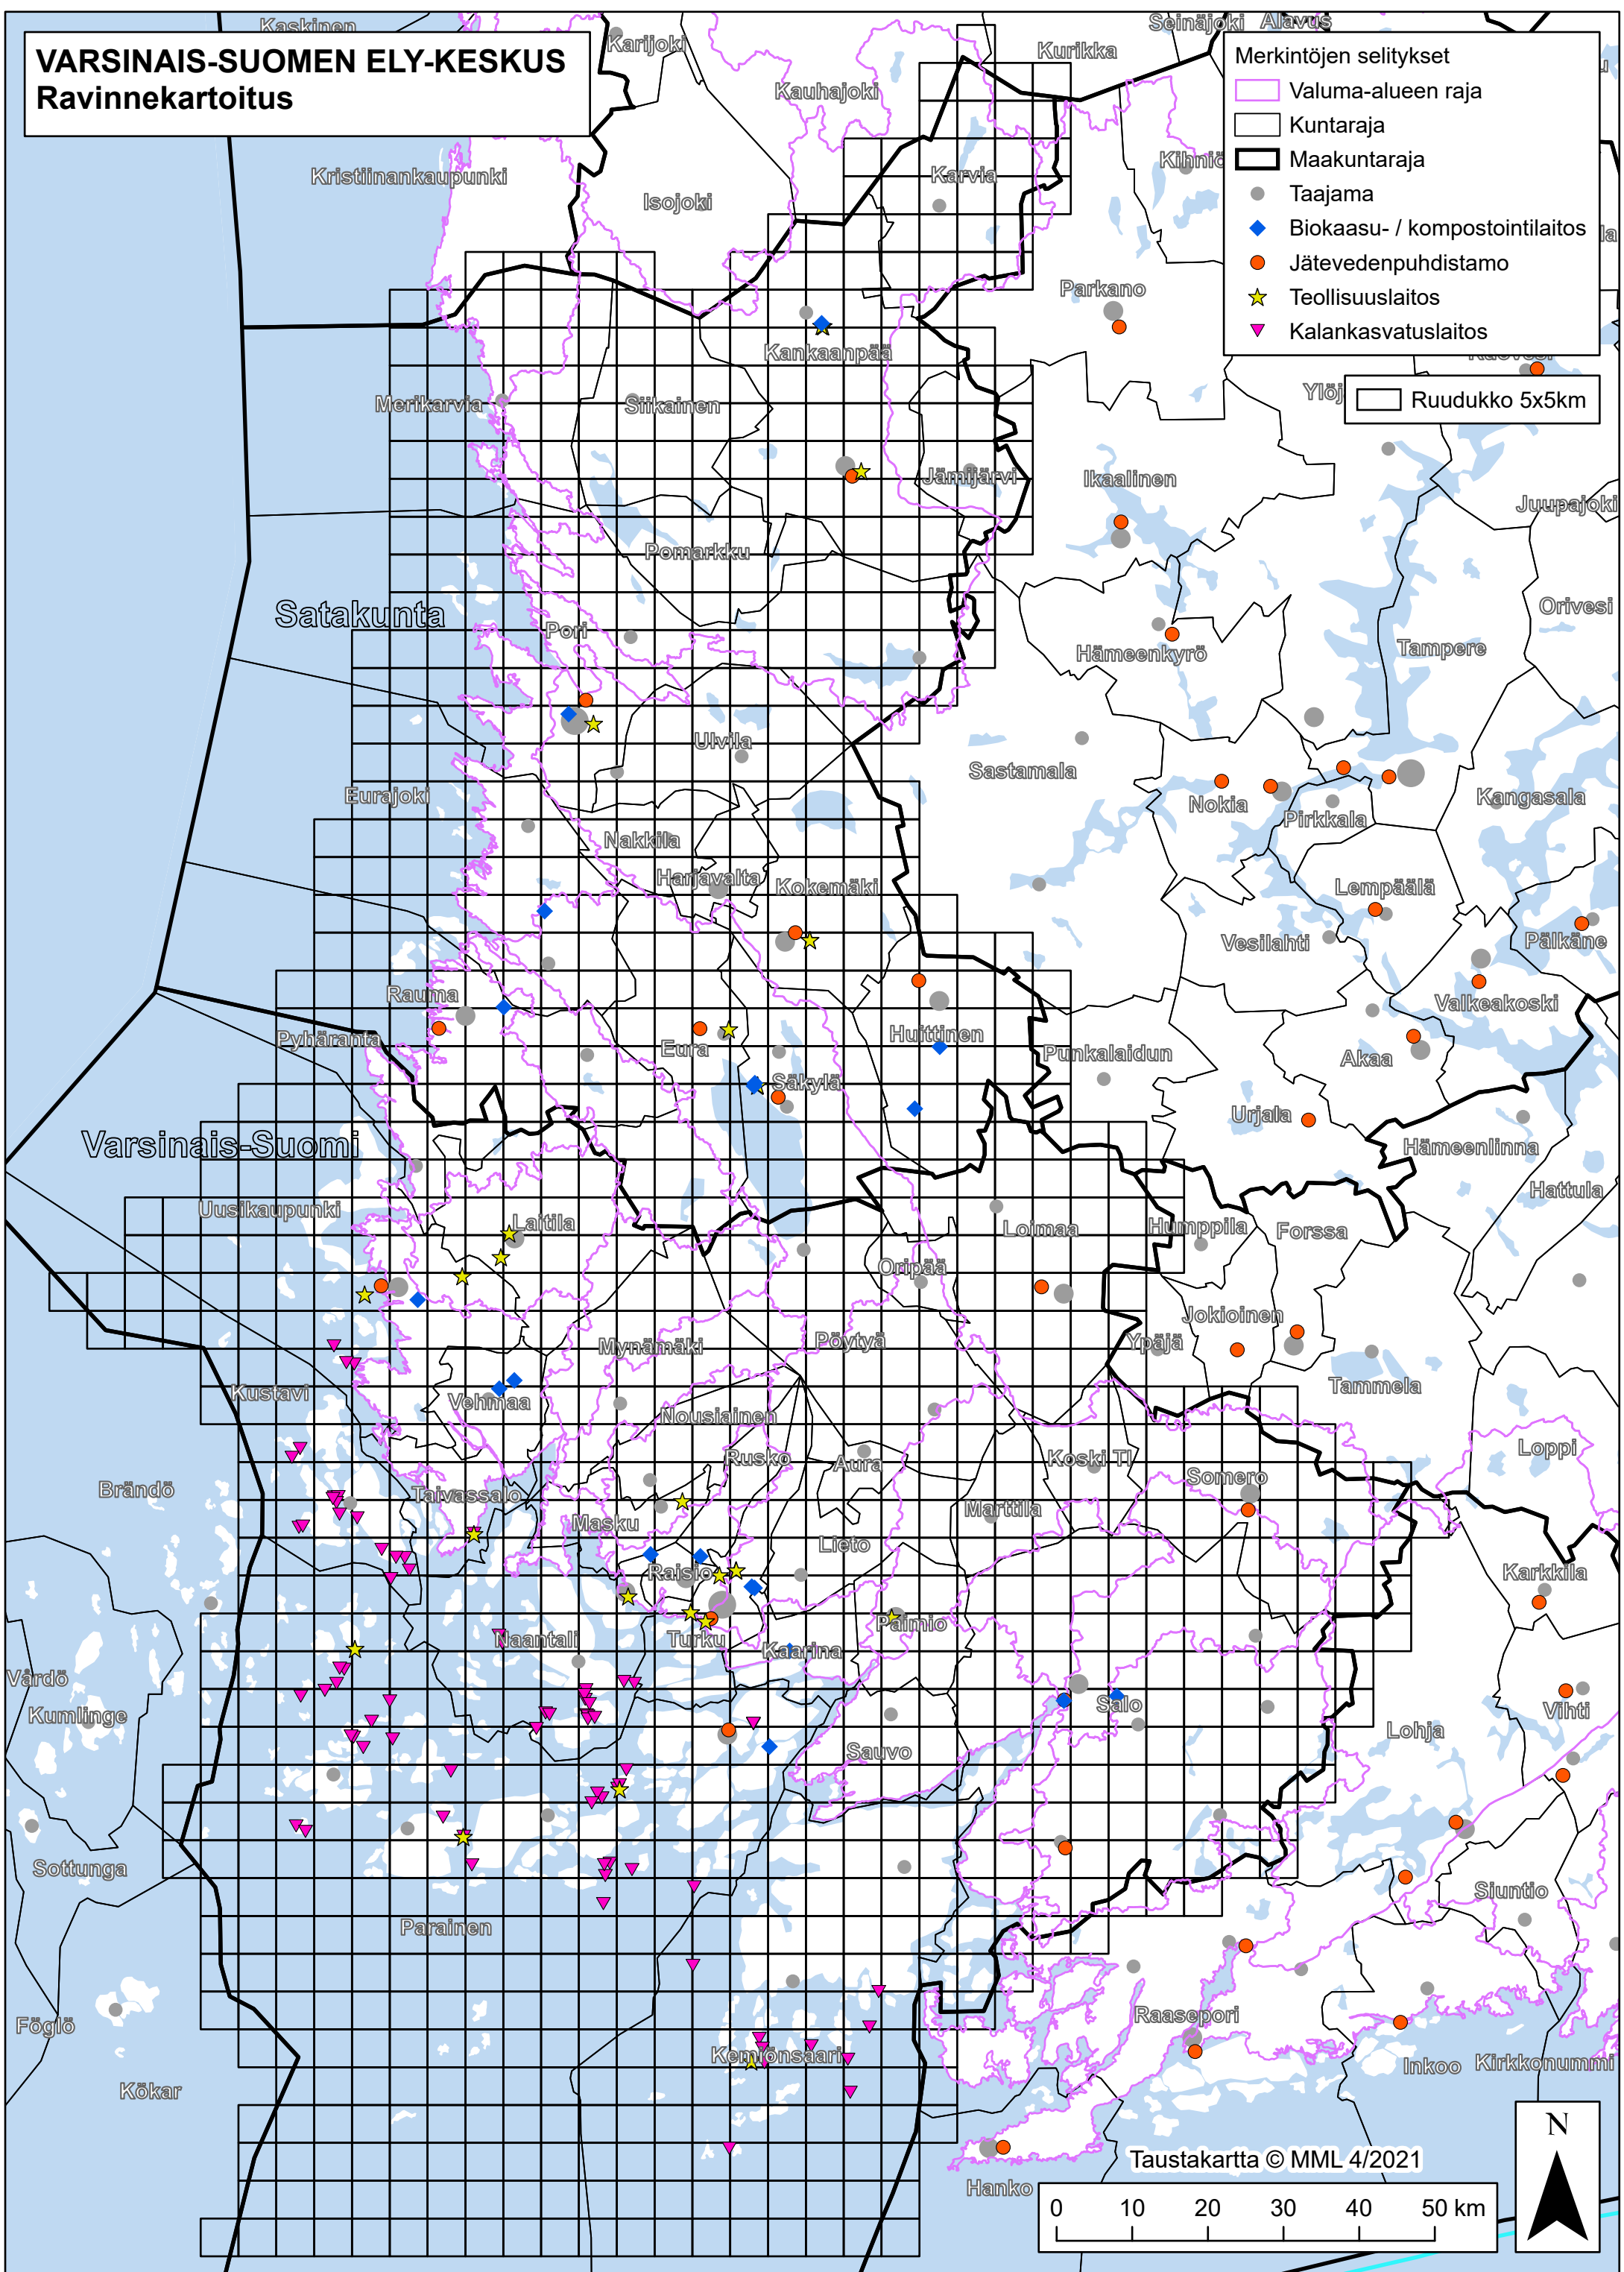 VARSINAIS-SUOMEN ELY-KESKUS
Ravinnekartoitus
Merkintöjen selitykset
Valuma-alueen raja
Kuntaraja
Maakuntaraja
Taajama
Biokaasu- / kompostointilaitos
Jätevedenpuhdistamo
Teollisuuslaitos
Kalankasvatuslaitos
Ruudukko 5x5km
Kaskinen
Karijoki
Kurikka
Seinäjoki
Alavus
Kauhajoki
Kristiinankaupunki
Isojoki
Karvia
Kihniö
Parkano
Kankaanpää
Merikarvia
Siikainen
Jämijärvi
Ikaalinen
Juupajoki
Pomarkku
Satakunta
Pori
Orivesi
Hämeenkyrö
Tampere
Ulvila
Sastamala
Eurajoki
Nokia
Pirkkala
Kangasala
Nakkila
Harjavalta
Kokemäki
Lempäälä
Vesilahti
Pälkäne
Rauma
Valkeakoski
Pyhäranta
Eura
Huittinen
Punkalaidun
Akaa
Säkylä
Urjala
Varsinais-Suomi
Hämeenlinna
Hattula
Uusikaupunki
Laitila
Loimaa
Humppila
Forssa
Oripää
Jokioinen
Mynämäki
Pöytyä
Ypäjä
Tammela
Kustavi
Vehmaa
Nousiainen
Rusko
Aura
Koski Tl
Somero
Loppi
Brändö
Taivassalo
Masku
Marttila
Lieto
Raisio
Karkkila
Naantali
Turku
Kaarina
Paimio
Vårdö
Kumlinge
Salo
Lohja
Vihti
Sauvo
Sottunga
Siuntio
Parainen
Föglö
Raasepori
Kemiönsaari
Inkoo
Kirkkonummi
Kökar
Hanko
Taustakartta © MML 4/2021
0 10 20 30 40 50 km
N